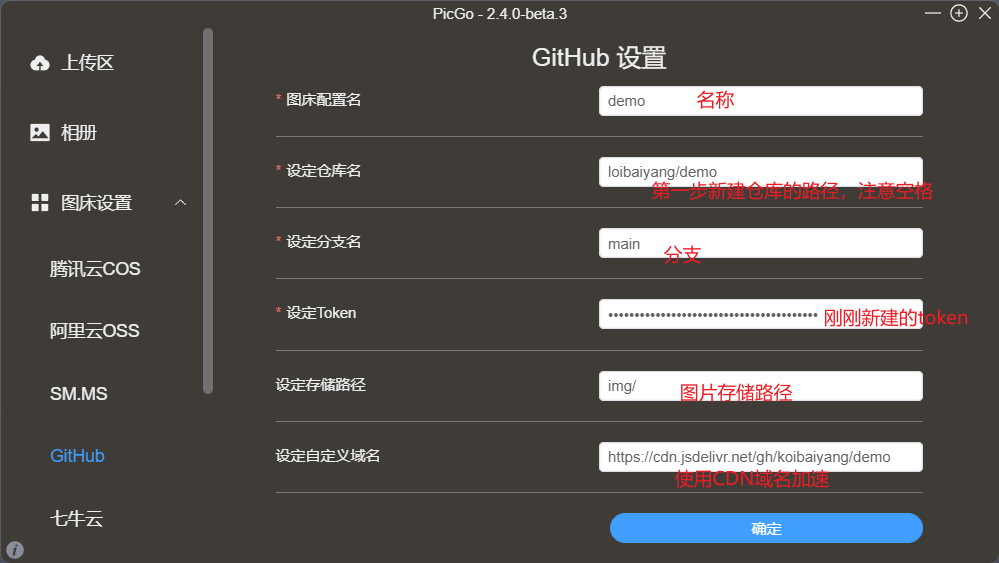 PicGo - 2.4.0-beta.3
上传区
相册
图床设置
腾讯云COS
阿里云OSS
SM.MS
GitHub
七牛云
GitHub 设置
* 图床配置名
demo
名称
* 设定仓库名
loibaiyang/demo
第一步新建仓库的路径，注意空格
* 设定分支名
main
分支
* 设定Token
••••••••••••••••••••••••••••••••••••••••
刚刚新建的token
设定存储路径
img/
图片存储路径
设定自定义域名
https://cdn.jsdelivr.net/gh/koibaiyang/demo
使用CDN域名加速
确定